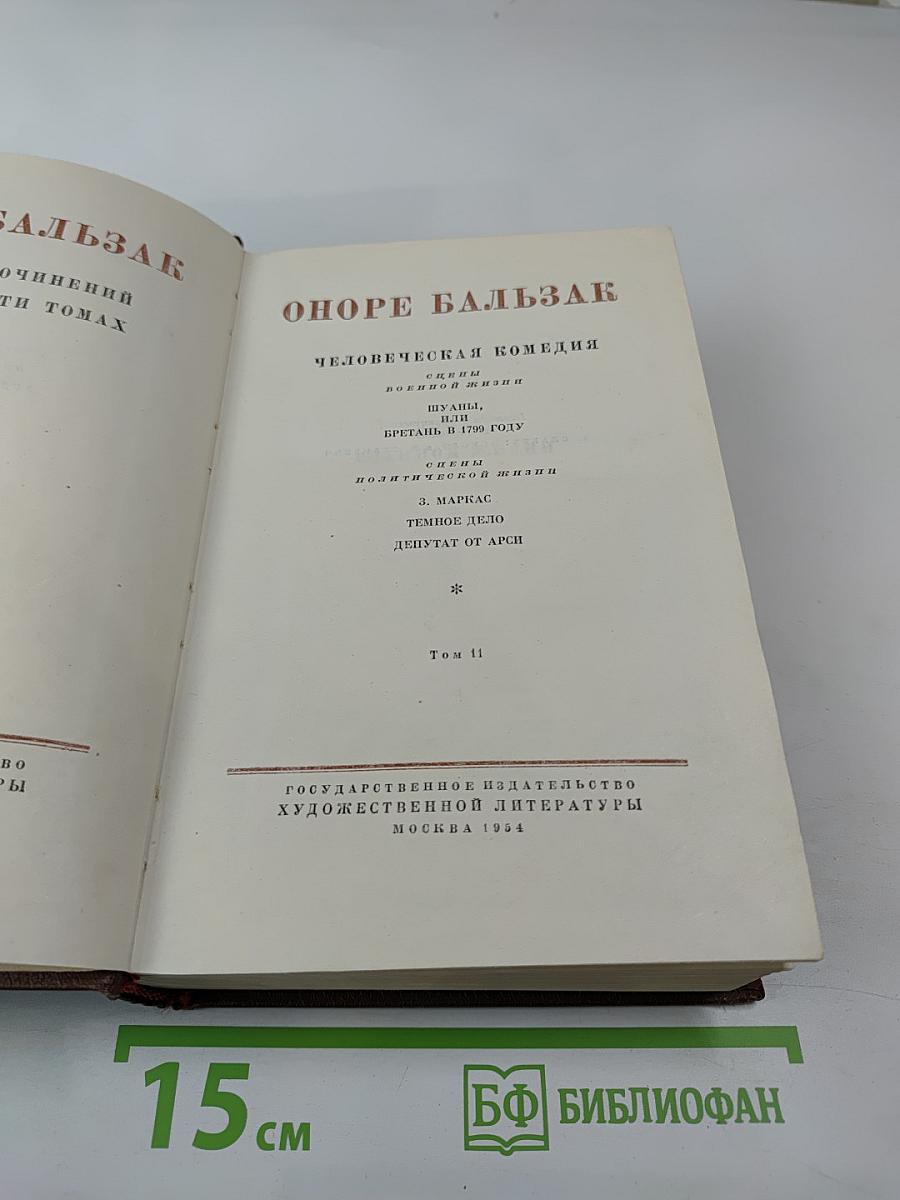 БАЛЬЗАК
ОЧИНЕНИЙ
ТИ ТОМАХ
ВО
РЫ
ОНОРЕ БАЛЬЗАК
ЧЕЛОВЕЧЕСКАЯ КОМЕДИЯ
СЦЕНЫ
ВОЕННОЙ ЖИЗНИ
ШУАНЫ,
ИЛИ
БРЕТАНЬ В 1799 ГОДУ
СЦЕНЫ
ПОЛИТИЧЕСКОЙ ЖИЗНИ
З. МАРКАС
ТЕМНОЕ ДЕЛО
ДЕПУТАТ ОТ АРСИ
*
Том 11
ГОСУДАРСТВЕННОЕ ИЗДАТЕЛЬСТВО
ХУДОЖЕСТВЕННОЙ ЛИТЕРАТУРЫ
МОСКВА 1954
15 см
БФ БИБЛИОФАН